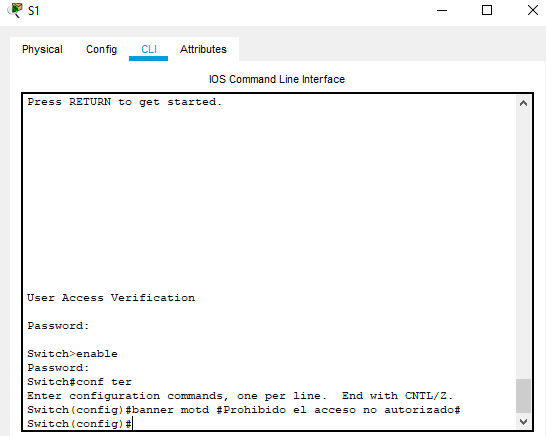 S1
Physical Config CLI Attributes
IOS Command Line Interface
Press RETURN to get started.
User Access Verification
Password:
Switch>enable
Password:
Switch#conf ter
Enter configuration commands, one per line.  End with CNTL/Z.
Switch(config)#banner motd #Prohibido el acceso no autorizado#
Switch(config)#